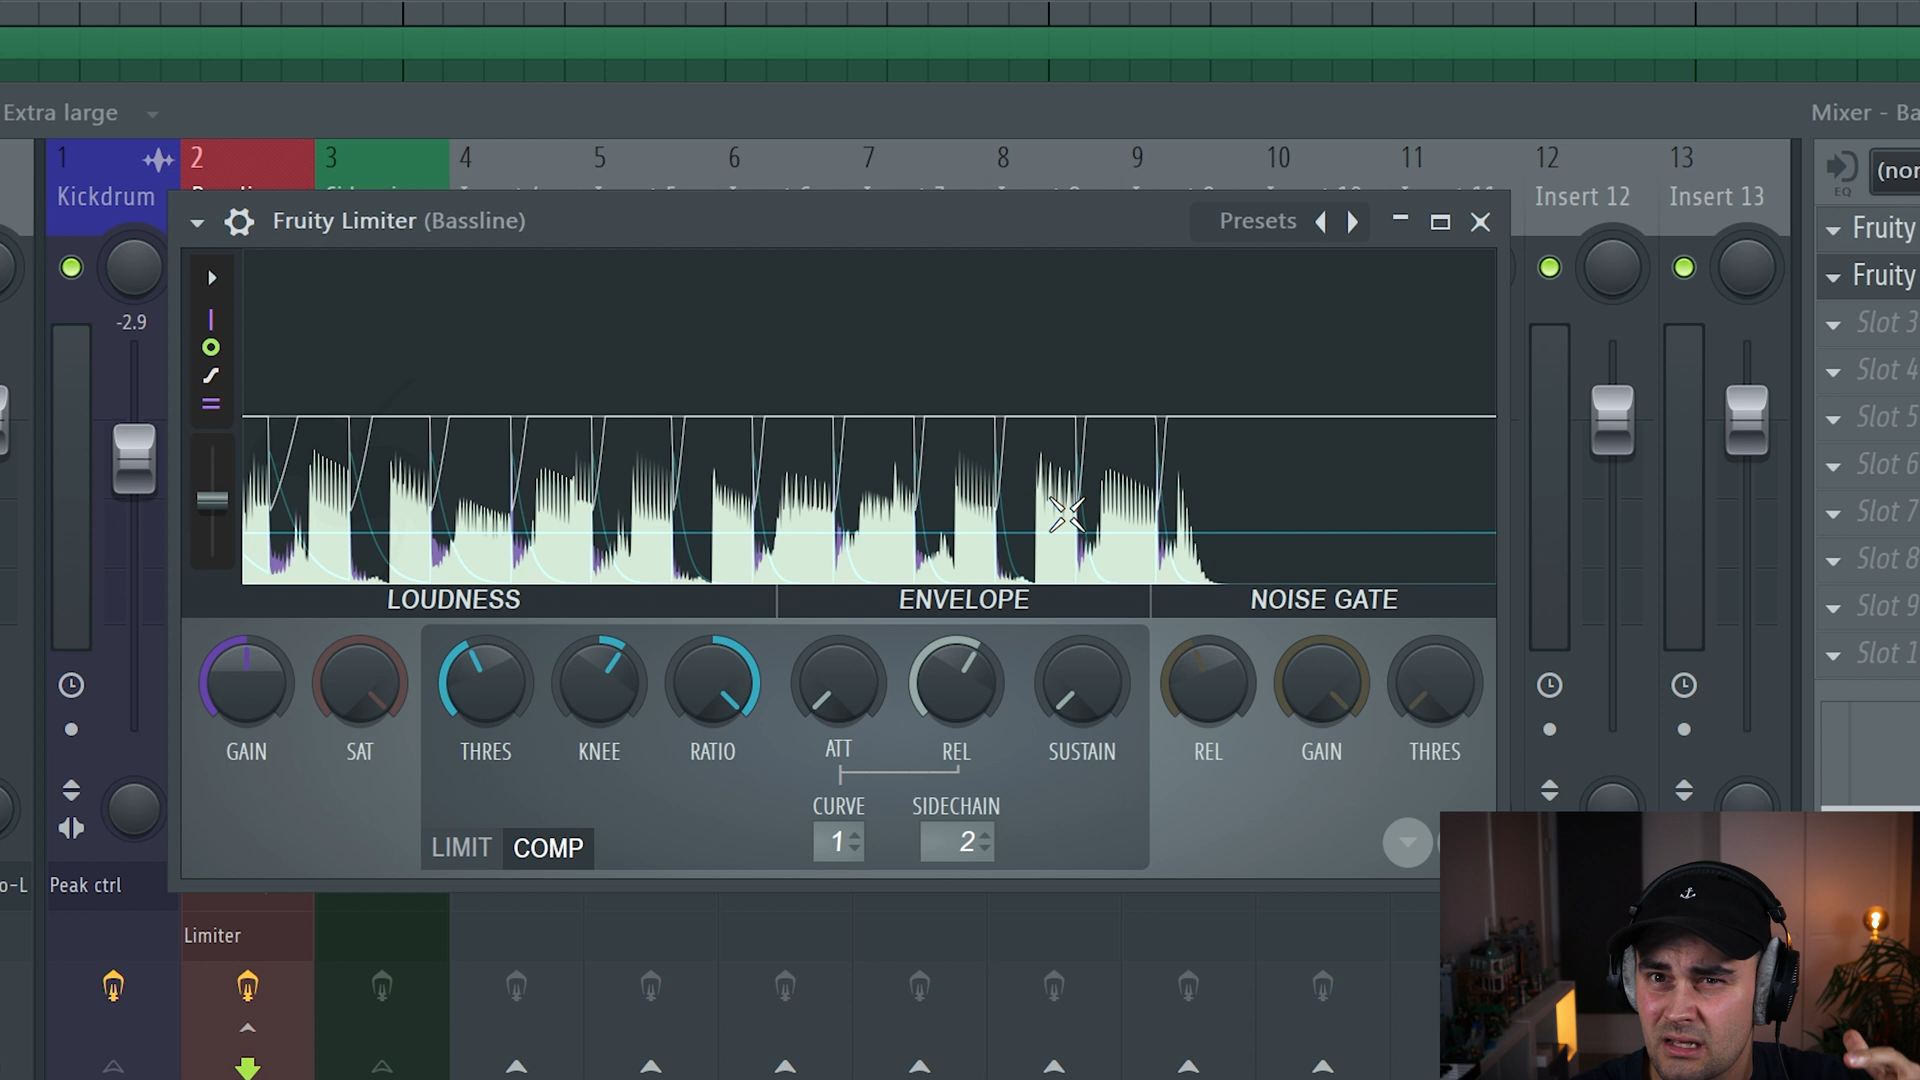 Extra large
Mixer - Ba
1 2 3 4 5 6 7 8 9 10 11 12 13
Kickdrum
Insert 12 Insert 13
(nor
EQ
Fruity Limiter (Bassline)
Presets
Fruity
Fruity
-2.9
Slot 3
Slot 4
Slot 5
Slot 6
Slot 7
Slot 8
Slot 9
Slot 1
LOUDNESS ENVELOPE NOISE GATE
GAIN SAT THRES KNEE RATIO ATT REL SUSTAIN REL GAIN THRES
CURVE SIDECHAIN
1 2
LIMIT COMP
o-L Peak ctrl
Limiter